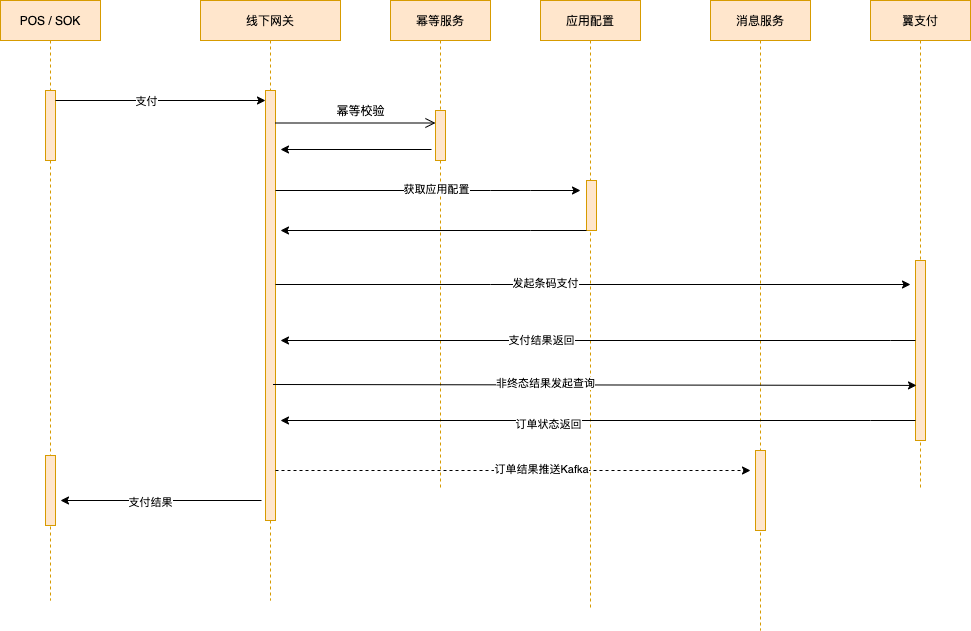 POS / SOK
线下网关
幂等服务
应用配置
消息服务
翼支付
支付
幂等校验
获取应用配置
发起条码支付
支付结果返回
非终态结果发起查询
订单状态返回
订单结果推送Kafka
支付结果